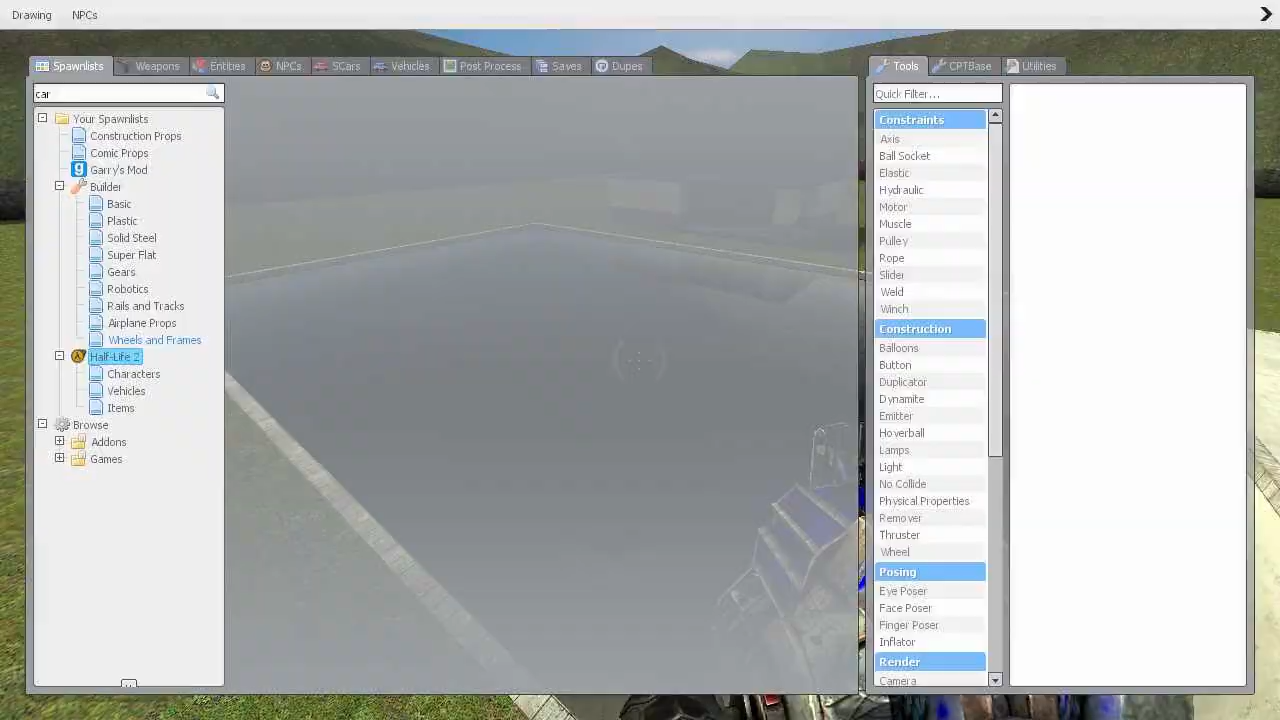 Drawing NPCs
Spawnlists Weapons Entities NPCs SCars Vehicles Post Process Saves Dupes
car
Your Spawnlists
Construction Props
Comic Props
Garry's Mod
Builder
Basic
Plastic
Solid Steel
Super Flat
Gears
Robotics
Rails and Tracks
Airplane Props
Wheels and Frames
Half-Life 2
Characters
Vehicles
Items
Browse
Addons
Games
Tools CPTBase Utilities
Quick Filter...
Constraints
Axis
Ball Socket
Elastic
Hydraulic
Motor
Muscle
Pulley
Rope
Slider
Weld
Winch
Construction
Balloons
Button
Duplicator
Dynamite
Emitter
Hoverball
Lamps
Light
No Collide
Physical Properties
Remover
Thruster
Wheel
Posing
Eye Poser
Face Poser
Finger Poser
Inflator
Render
Camera